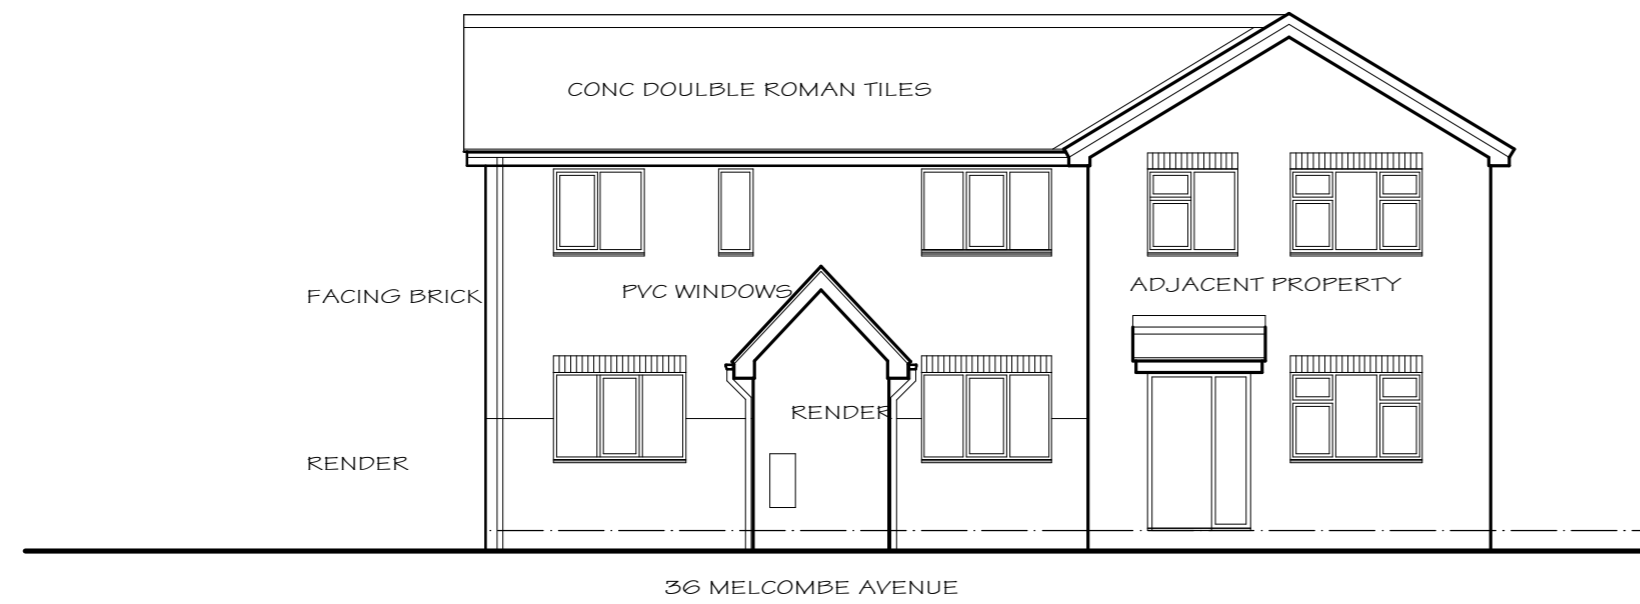 CONC DOULBLE ROMAN TILES
ADJACENT PROPERTY
PVC WINDOWS
FACING BRICK
RENDER
RENDER
36 MELCOMBE AVENUE